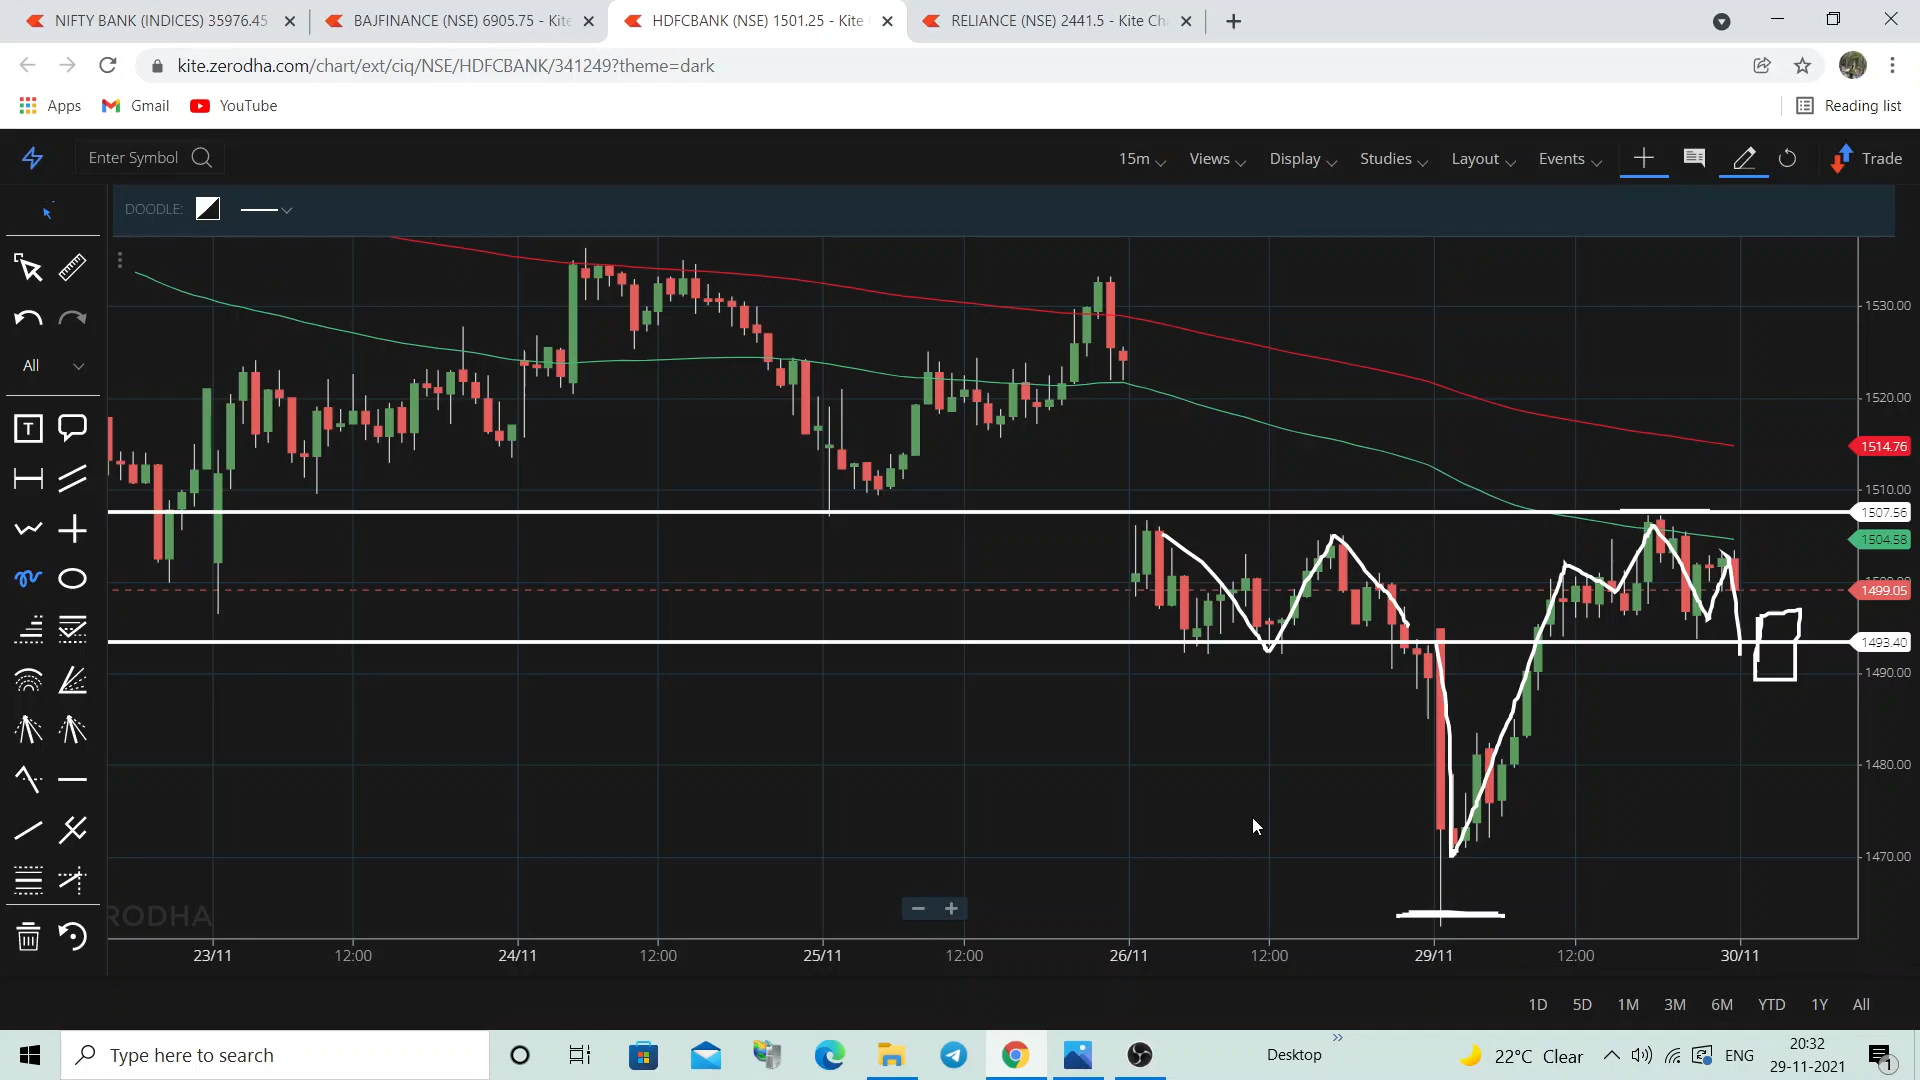 NIFTY BANK (INDICES) 35976.45
BAJFINANCE (NSE) 6905.75 - Kite
HDFCBANK (NSE) 1501.25 - Kite
RELIANCE (NSE) 2441.5 - Kite Ch
kite.zerodha.com/chart/ext/ciq/NSE/HDFCBANK/341249?theme=dark
Apps
Gmail
YouTube
Reading list
Enter Symbol
15m
Views
Display
Studies
Layout
Events
Trade
DOODLE:
All
T
1530.00
1520.00
1514.76
1510.00
1507.56
1504.58
1499.05
1493.40
1490.00
1480.00
1470.00
RODHA
23/11
12:00
24/11
12:00
25/11
12:00
26/11
12:00
29/11
12:00
30/11
1D
5D
1M
3M
6M
YTD
1Y
All
Type here to search
Desktop
22°C Clear
ENG
20:32
29-11-2021
1